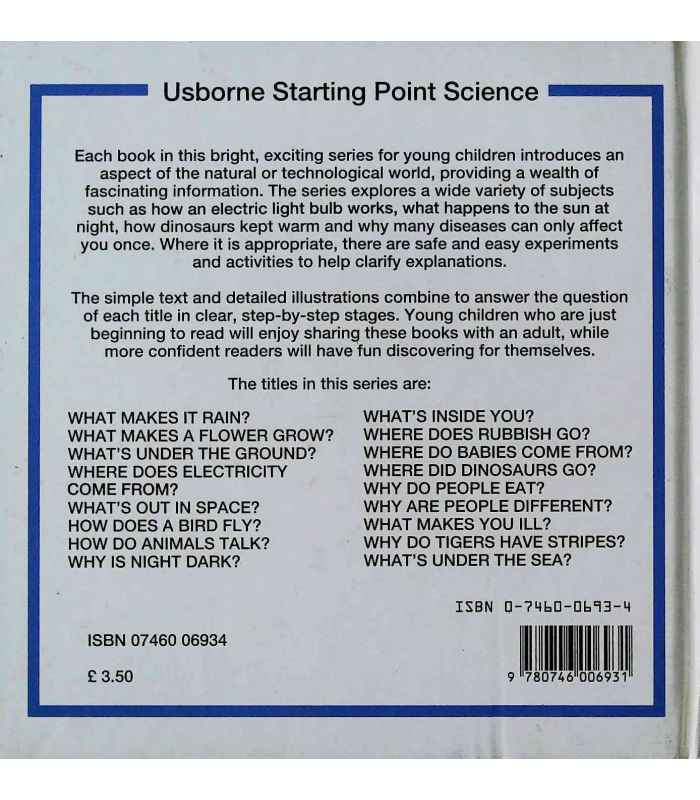 Usborne Starting Point Science
Each book in this bright, exciting series for young children introduces an
aspect of the natural or technological world, providing a wealth of
fascinating information. The series explores a wide variety of subjects
such as how an electric light bulb works, what happens to the sun at
night, how dinosaurs kept warm and why many diseases can only affect
you once. Where it is appropriate, there are safe and easy experiments
and activities to help clarify explanations.
The simple text and detailed illustrations combine to answer the question
of each title in clear, step-by-step stages. Young children who are just
beginning to read will enjoy sharing these books with an adult, while
more confident readers will have fun discovering for themselves.
The titles in this series are:
WHAT MAKES IT RAIN?
WHAT MAKES A FLOWER GROW?
WHAT'S UNDER THE GROUND?
WHERE DOES ELECTRICITY
COME FROM?
WHAT'S OUT IN SPACE?
HOW DOES A BIRD FLY?
HOW DO ANIMALS TALK?
WHY IS NIGHT DARK?
WHAT'S INSIDE YOU?
WHERE DOES RUBBISH GO?
WHERE DO BABIES COME FROM?
WHERE DID DINOSAURS GO?
WHY DO PEOPLE EAT?
WHY ARE PEOPLE DIFFERENT?
WHAT MAKES YOU ILL?
WHY DO TIGERS HAVE STRIPES?
WHAT'S UNDER THE SEA?
ISBN 0-7460-0693-4
ISBN 07460 06934
£ 3.50
9 780746 006931